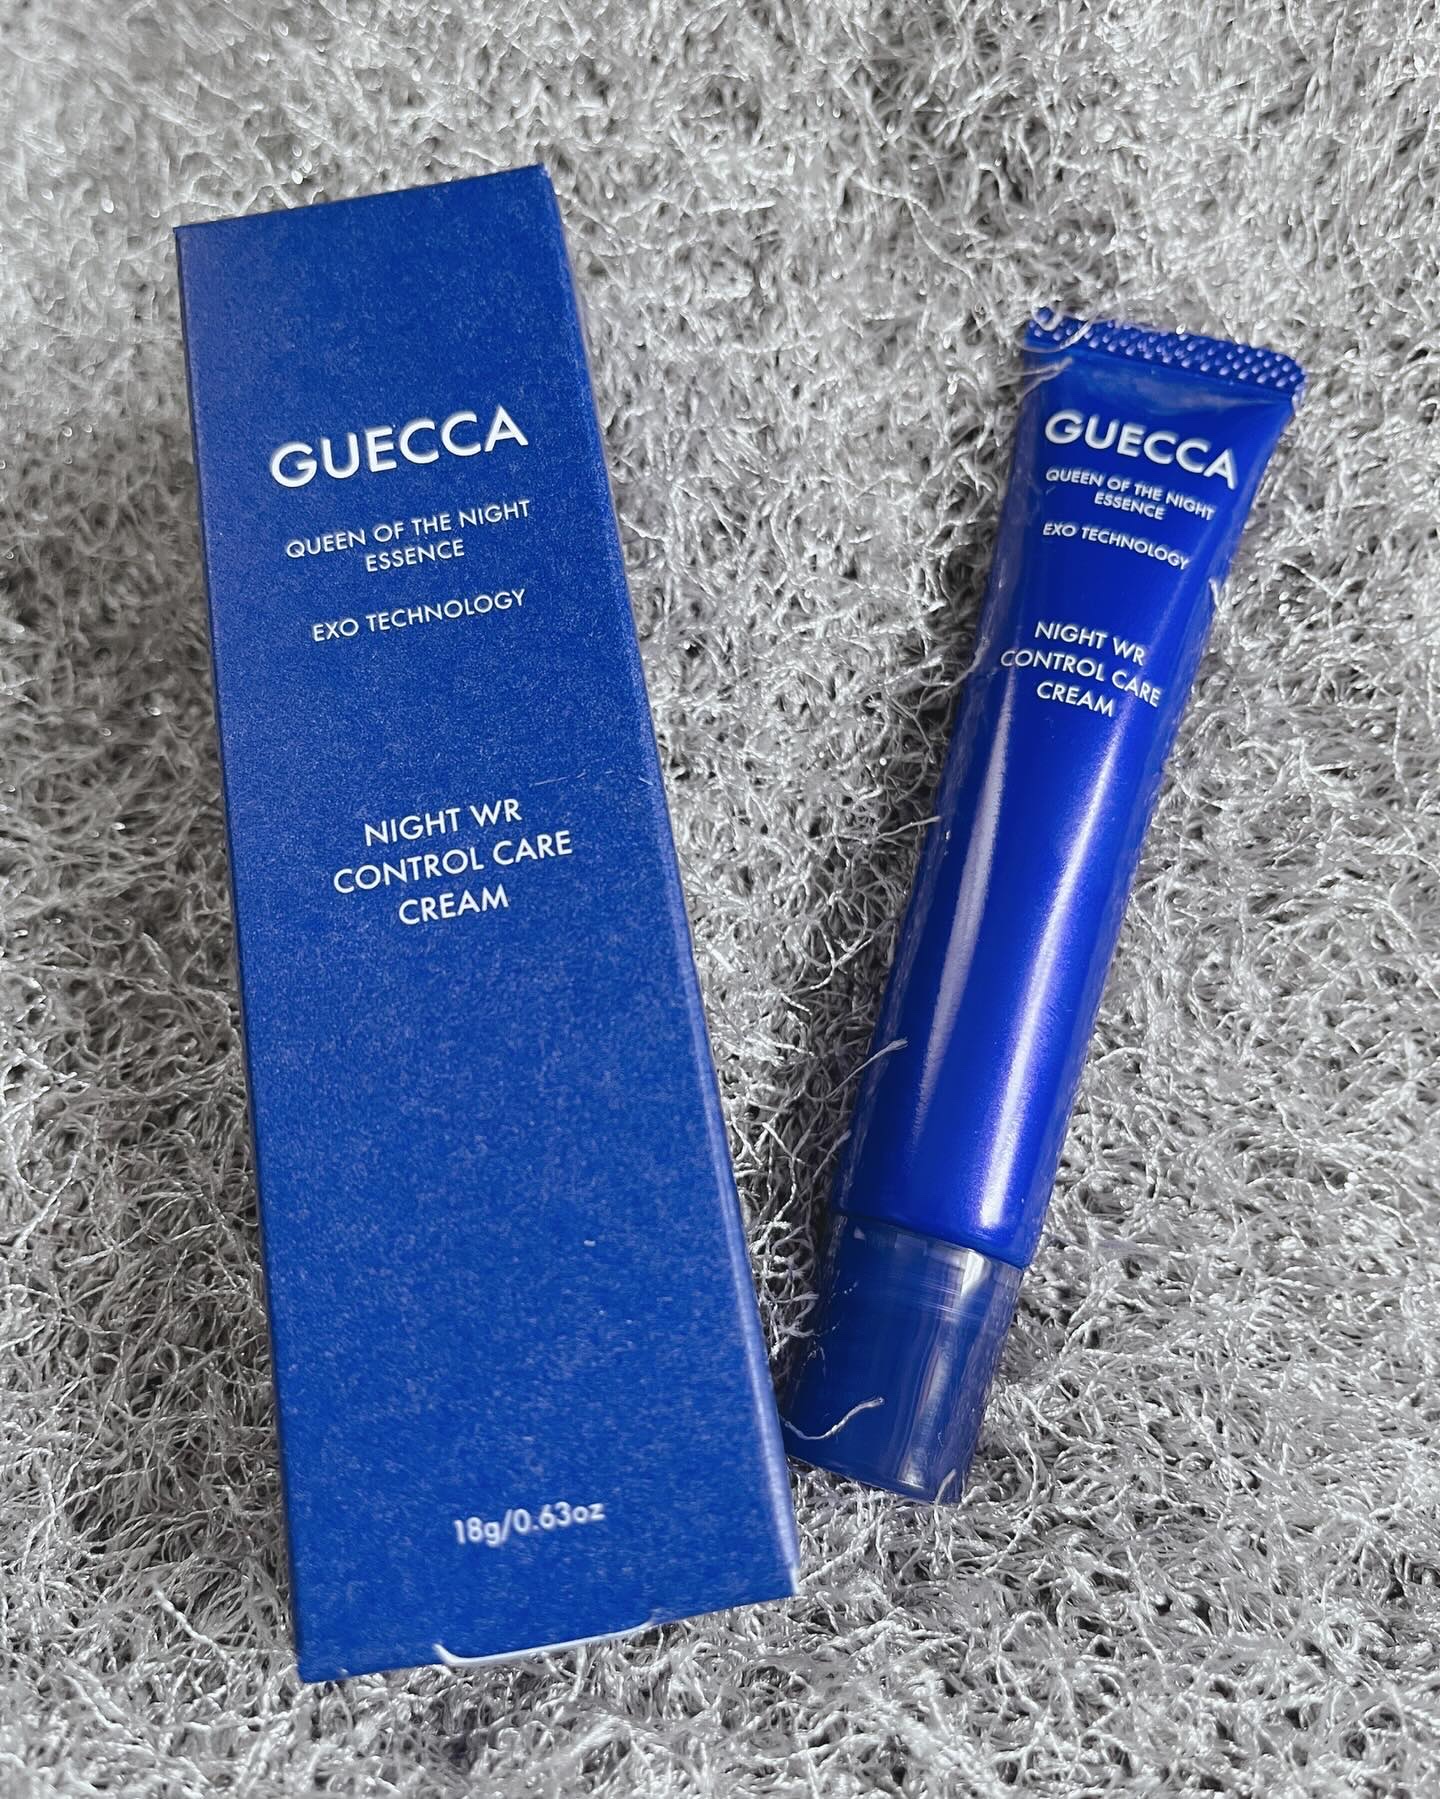 GUECCA
QUEEN OF THE NIGHT
ESSENCE
EXO TECHNOLOGY
NIGHT WR
CONTROL CARE
CREAM
18g/0.63oz
GUECCA
QUEEN OF THE NIGHT
ESSENCE
EXO TECHNOLOGY
NIGHT WR
CONTROL CARE
CREAM